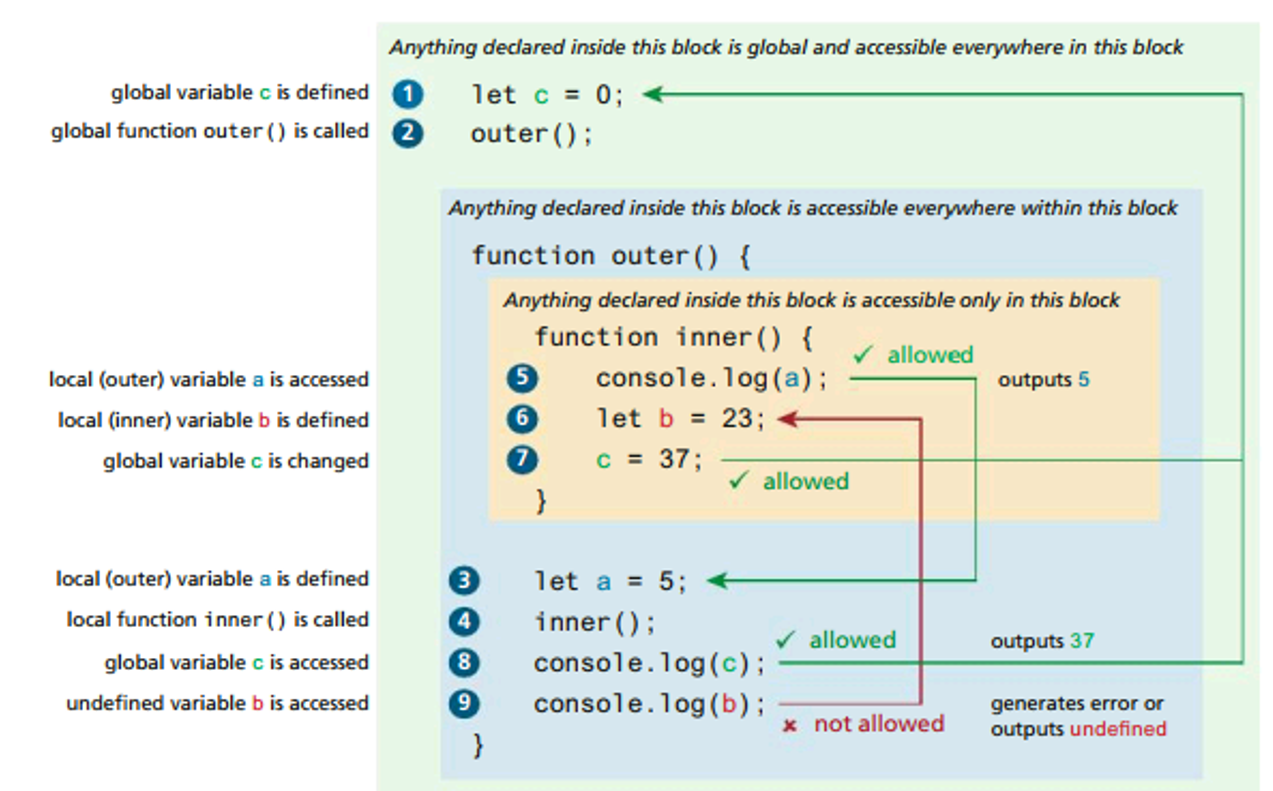 Anything declared inside this block is global and accessible everywhere in this block
global variable c is defined 1 let c = 0;
global function outer() is called 2 outer();
Anything declared inside this block is accessible everywhere within this block
function outer() {
Anything declared inside this block is accessible only in this block
function inner() {
✓ allowed
local (outer) variable a is accessed 5 console.log(a); outputs 5
local (inner) variable b is defined 6 let b = 23;
global variable c is changed 7 c = 37;
✓ allowed
}
local (outer) variable a is defined 3 let a = 5;
local function inner() is called 4 inner();
✓ allowed outputs 37
global variable c is accessed 8 console.log(c);
undefined variable b is accessed 9 console.log(b); generates error or
✗ not allowed outputs undefined
}